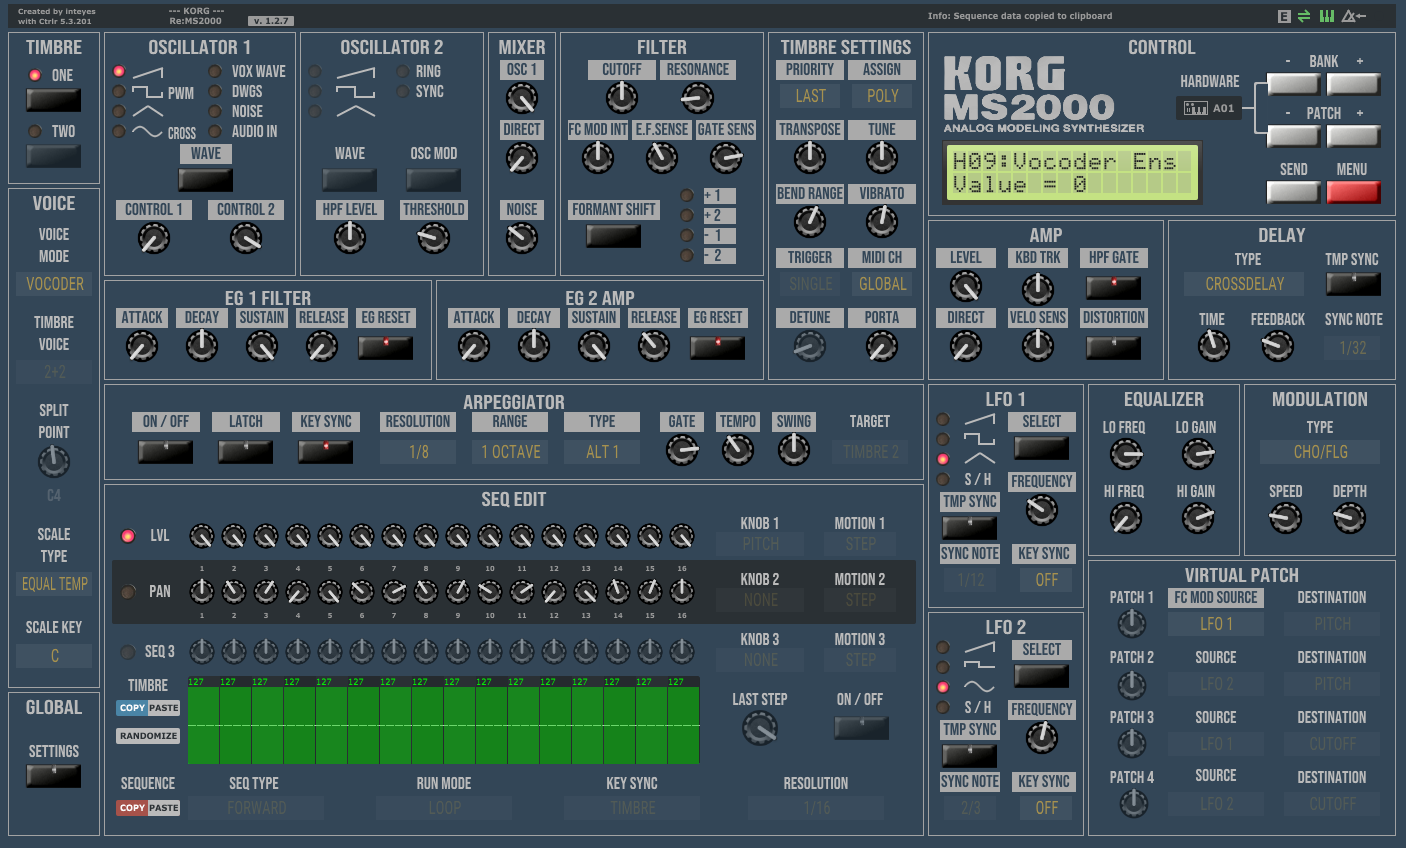 Created by inteyes
with Ctrlr 5.3.201
--- KORG ---
Re:MS2000
v. 1.2.7
Info: Sequence data copied to clipboard
E
TIMBRE
ONE
TWO
OSCILLATOR 1
PWM
CROSS
VOX WAVE
DWGS
NOISE
AUDIO IN
WAVE
CONTROL 1 CONTROL 2
OSCILLATOR 2
RING
SYNC
WAVE OSC MOD
HPF LEVEL THRESHOLD
MIXER
OSC 1
DIRECT
NOISE
FILTER
CUTOFF RESONANCE
FC MOD INT E.F.SENSE GATE SENS
FORMANT SHIFT
+ 1
+ 2
- 1
- 2
TIMBRE SETTINGS
PRIORITY ASSIGN
LAST POLY
TRANSPOSE TUNE
BEND RANGE VIBRATO
TRIGGER MIDI CH
SINGLE GLOBAL
DETUNE PORTA
CONTROL
KORG
MS2000
ANALOG MODELING SYNTHESIZER
H09:Vocoder Ens
Value = 0
HARDWARE
A01
- BANK +
- PATCH +
SEND MENU
VOICE
VOICE
MODE
VOCODER
TIMBRE
VOICE
2+2
SPLIT
POINT
C4
SCALE
TYPE
EQUAL TEMP
SCALE KEY
C
GLOBAL
SETTINGS
EG 1 FILTER
ATTACK DECAY SUSTAIN RELEASE EG RESET
EG 2 AMP
ATTACK DECAY SUSTAIN RELEASE EG RESET
AMP
LEVEL KBD TRK HPF GATE
DIRECT VELO SENS DISTORTION
DELAY
TYPE TMP SYNC
CROSSDELAY
TIME FEEDBACK SYNC NOTE
1/32
ARPEGGIATOR
ON / OFF LATCH KEY SYNC RESOLUTION RANGE TYPE GATE TEMPO SWING TARGET
1/8 1 OCTAVE ALT 1 TIMBRE 2
LFO 1
SELECT
S / H
FREQUENCY
TMP SYNC
SYNC NOTE KEY SYNC
1/12 OFF
EQUALIZER
LO FREQ LO GAIN
HI FREQ HI GAIN
MODULATION
TYPE
CHO/FLG
SPEED DEPTH
SEQ EDIT
LVL
KNOB 1 MOTION 1
PITCH STEP
1 2 3 4 5 6 7 8 9 10 11 12 13 14 15 16
PAN
KNOB 2 MOTION 2
NONE STEP
1 2 3 4 5 6 7 8 9 10 11 12 13 14 15 16
SEQ 3
KNOB 3 MOTION 3
NONE STEP
TIMBRE
127 127 127 127 127 127 127 127 127 127 127 127 127 127 127 127
COPY PASTE
RANDOMIZE
LAST STEP ON / OFF
SEQUENCE SEQ TYPE RUN MODE KEY SYNC RESOLUTION
COPY PASTE FORWARD LOOP TIMBRE 1/16
LFO 2
SELECT
S / H
FREQUENCY
TMP SYNC
SYNC NOTE KEY SYNC
2/3 OFF
VIRTUAL PATCH
PATCH 1 FC MOD SOURCE DESTINATION
LFO 1 PITCH
PATCH 2 SOURCE DESTINATION
LFO 2 PITCH
PATCH 3 SOURCE DESTINATION
LFO 1 CUTOFF
PATCH 4 SOURCE DESTINATION
LFO 2 CUTOFF